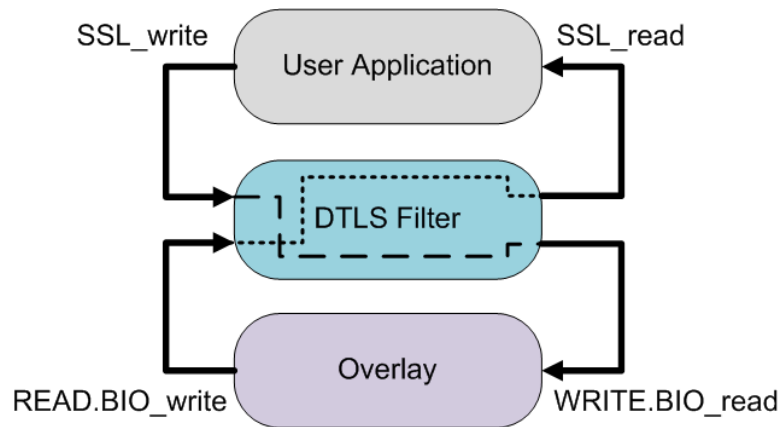 SSL_write
SSL_read
User Application
DTLS Filter
Overlay
READ.BIO_write
WRITE.BIO_read